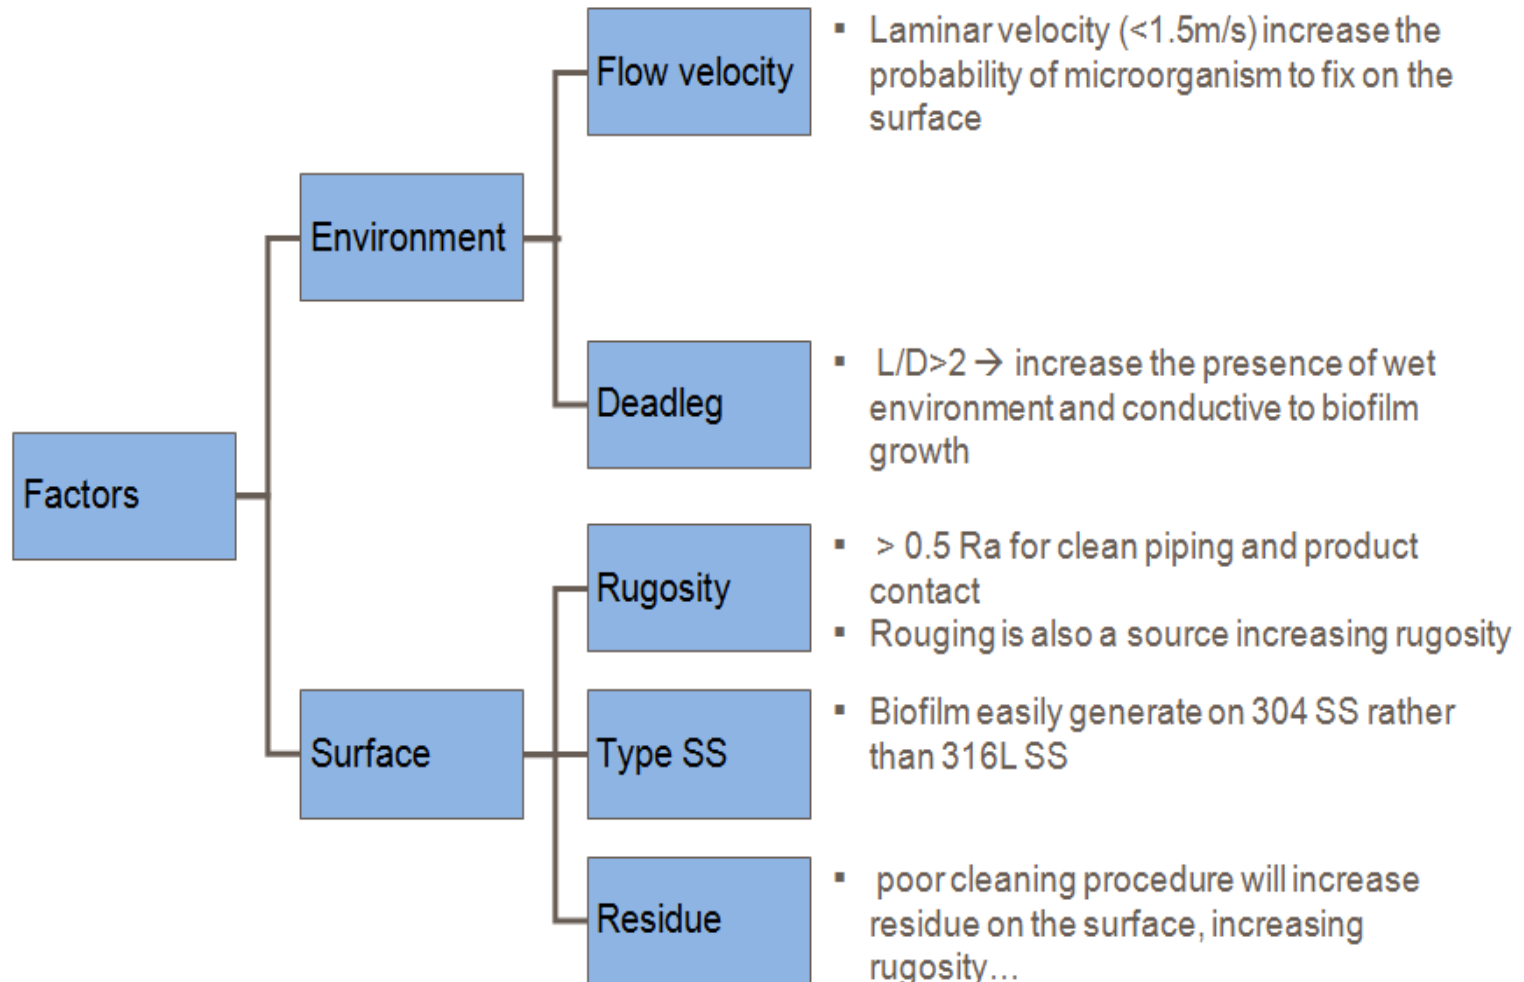 Flow velocity
▪ Laminar velocity (<1.5m/s) increase the
probability of microorganism to fix on the
surface
Environment
Deadleg
▪ L/D>2 → increase the presence of wet
environment and conductive to biofilm
growth
Factors
Rugosity
▪ > 0.5 Ra for clean piping and product
contact
▪ Rouging is also a source increasing rugosity
Surface
Type SS
▪ Biofilm easily generate on 304 SS rather
than 316L SS
Residue
▪ poor cleaning procedure will increase
residue on the surface, increasing
rugosity...